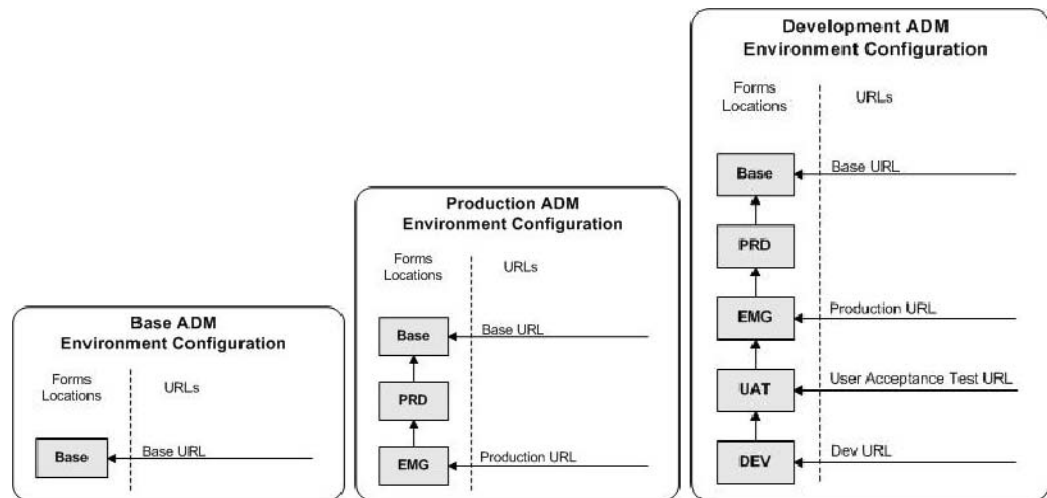 Base ADM
Environment Configuration
Forms
Locations
URLs
Base
Base URL
Production ADM
Environment Configuration
Forms
Locations
URLs
Base
Base URL
PRD
EMG
Production URL
Development ADM
Environment Configuration
Forms
Locations
URLs
Base
Base URL
PRD
EMG
Production URL
UAT
User Acceptance Test URL
DEV
Dev URL